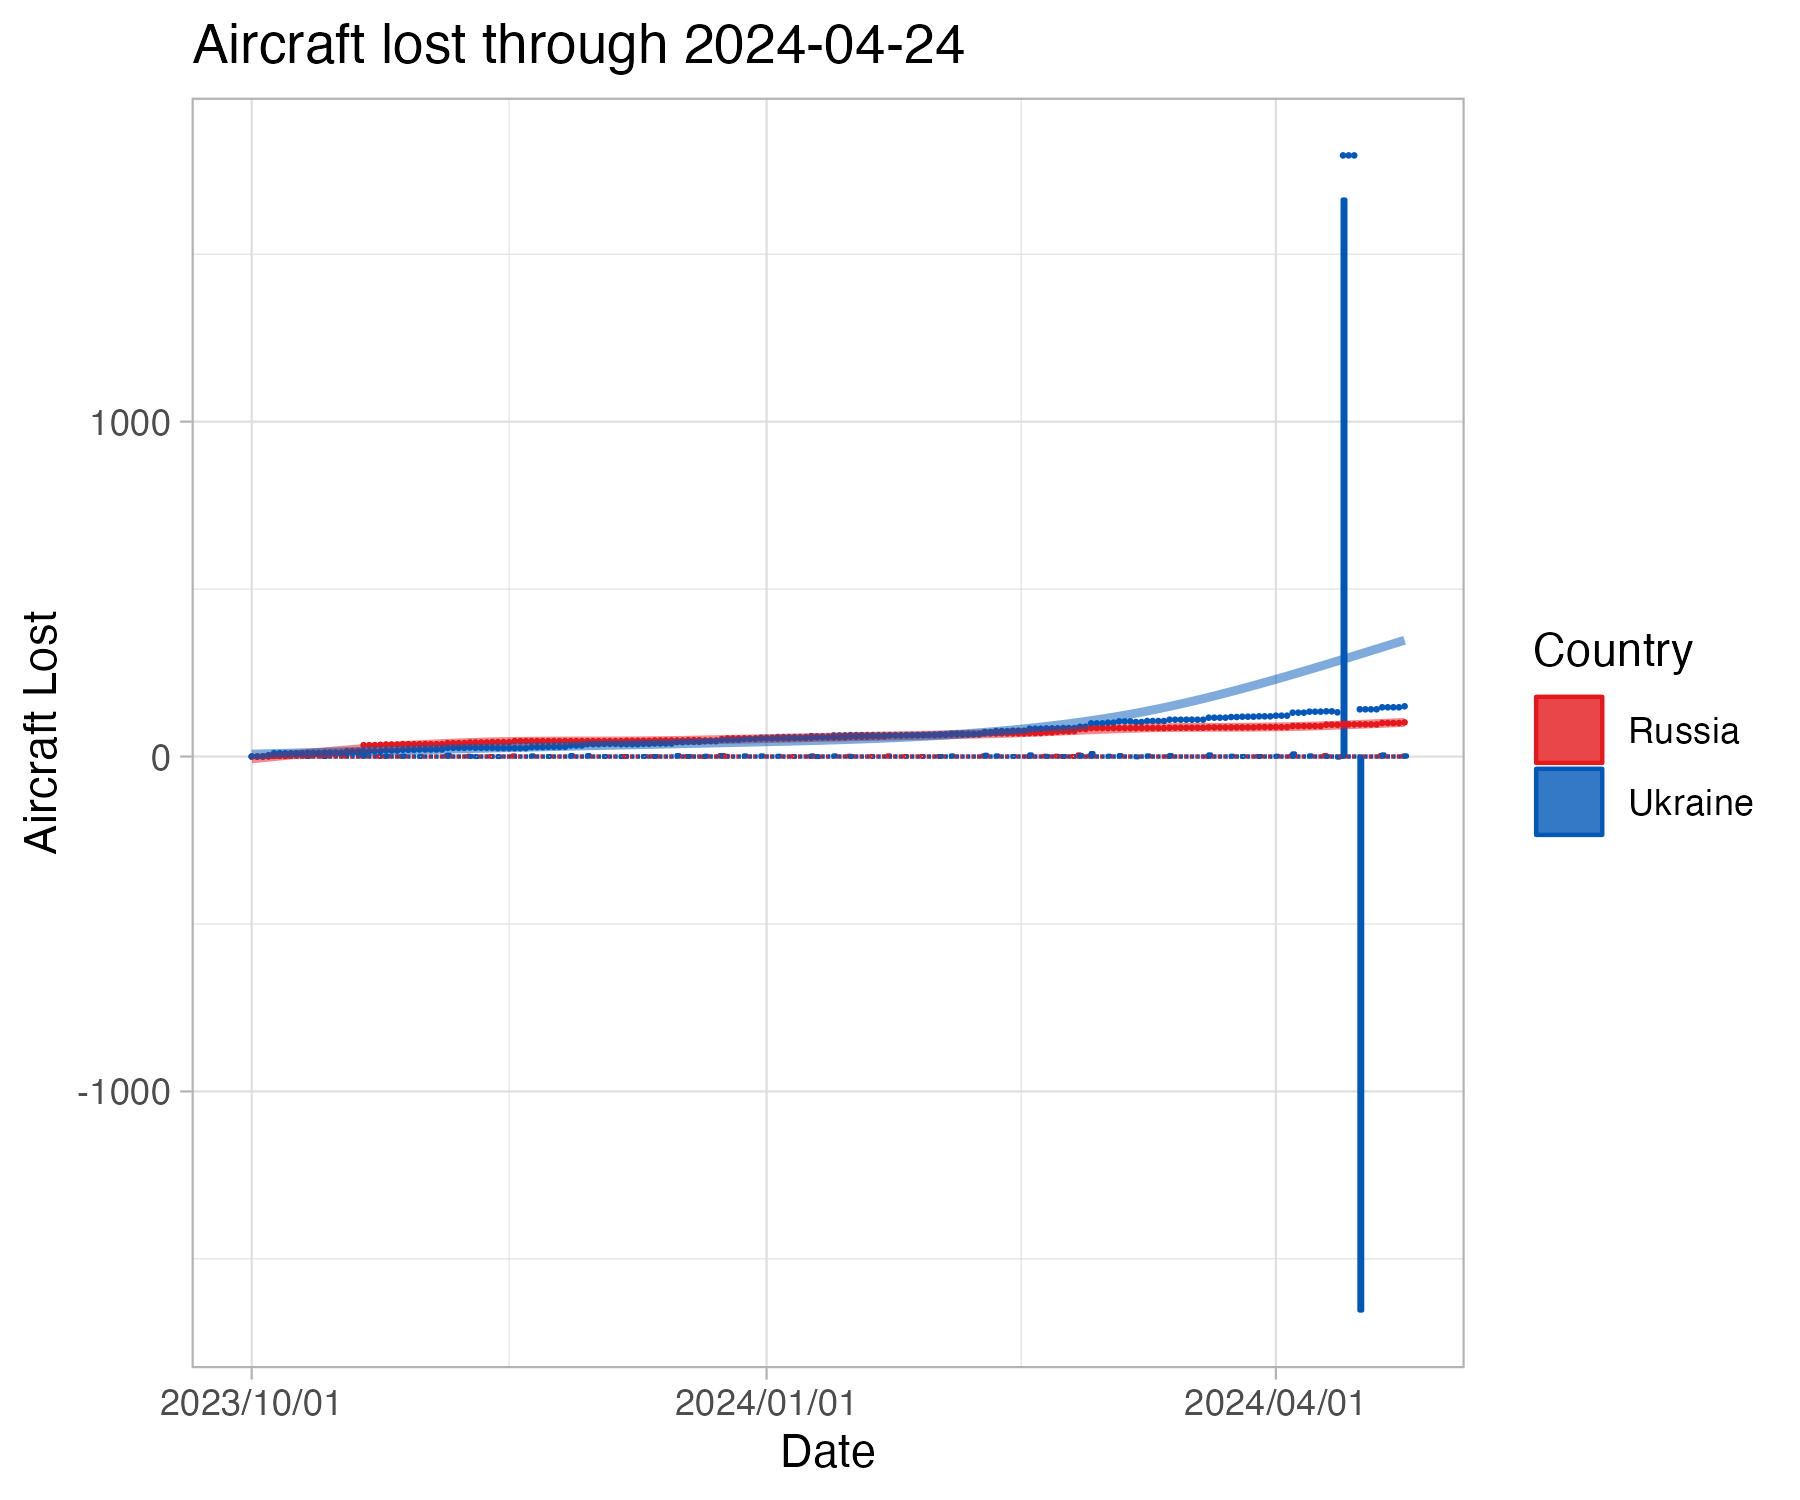 Aircraft lost through 2024-04-24
Aircraft Lost
1000
0
-1000
2023/10/01
2024/01/01
2024/04/01
Date
Country
Russia
Ukraine